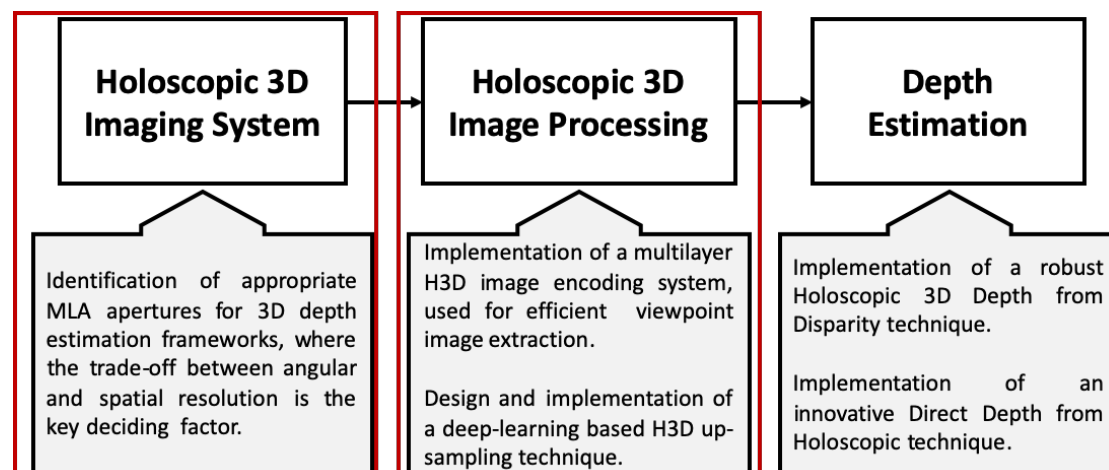 Holoscopic 3D
Imaging System
Holoscopic 3D
Image Processing
Depth
Estimation
Identification of appropriate
MLA apertures for 3D depth
estimation frameworks, where
the trade-off between angular
and spatial resolution is the
key deciding factor.
Implementation of a multilayer
H3D image encoding system,
used for efficient viewpoint
image extraction.
Design and implementation of
a deep-learning based H3D up-
sampling technique.
Implementation of a robust
Holoscopic 3D Depth from
Disparity technique.
Implementation of an
innovative Direct Depth from
Holoscopic technique.